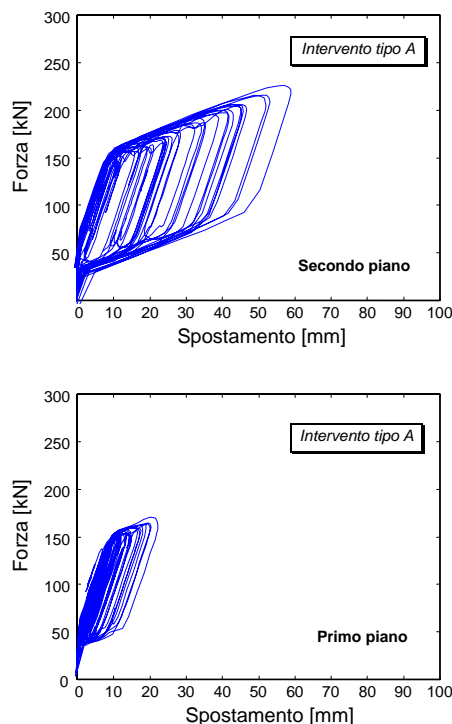 300
Intervento tipo A
250
200
150
100
50
Forza [kN]
Secondo piano
0 10 20 30 40 50 60 70 80 90 100
Spostamento [mm]
300
Intervento tipo A
250
200
150
100
50
0
Forza [kN]
Primo piano
0 10 20 30 40 50 60 70 80 90 100
Spostamento [mm]